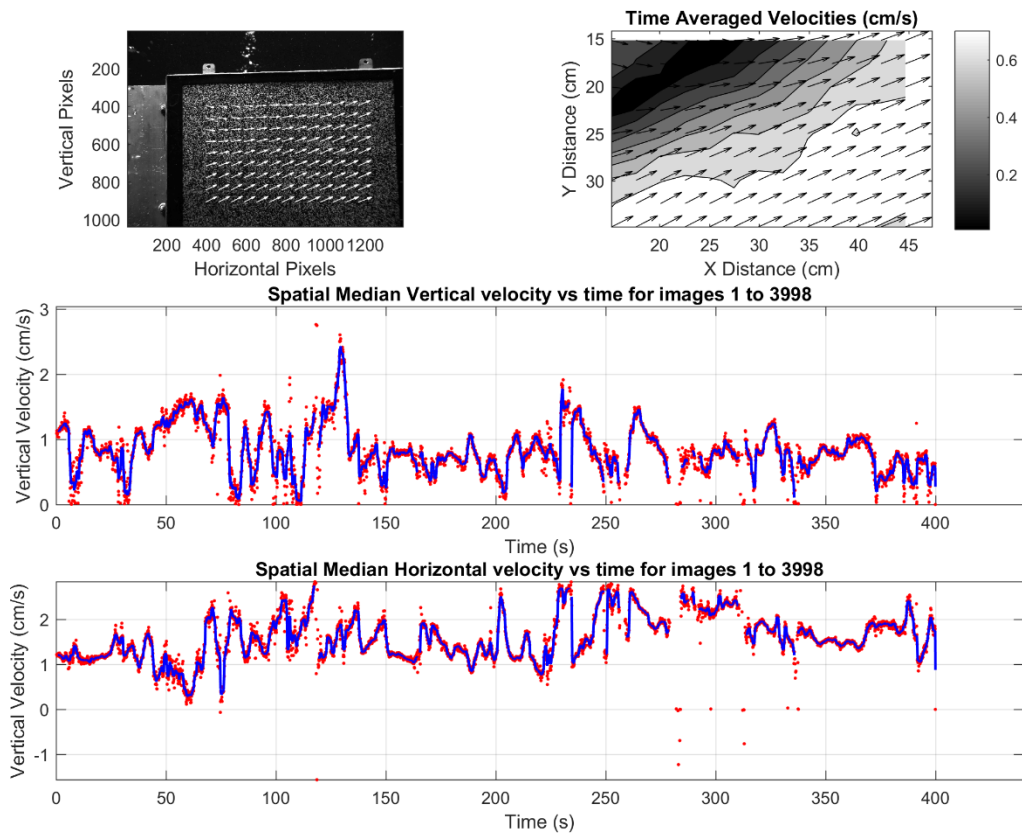 Vertical Pixels
200
400
600
800
1000
200 400 600 800 1000 1200
Horizontal Pixels
Time Averaged Velocities (cm/s)
Y Distance (cm)
15
20
25
30
20 25 30 35 40 45
X Distance (cm)
0.6
0.4
0.2
Spatial Median Vertical velocity vs time for images 1 to 3998
Vertical Velocity (cm/s)
3
2
1
0
0 50 100 150 200 250 300 350 400
Time (s)
Spatial Median Horizontal velocity vs time for images 1 to 3998
Vertical Velocity (cm/s)
2
1
0
-1
0 50 100 150 200 250 300 350 400
Time (s)